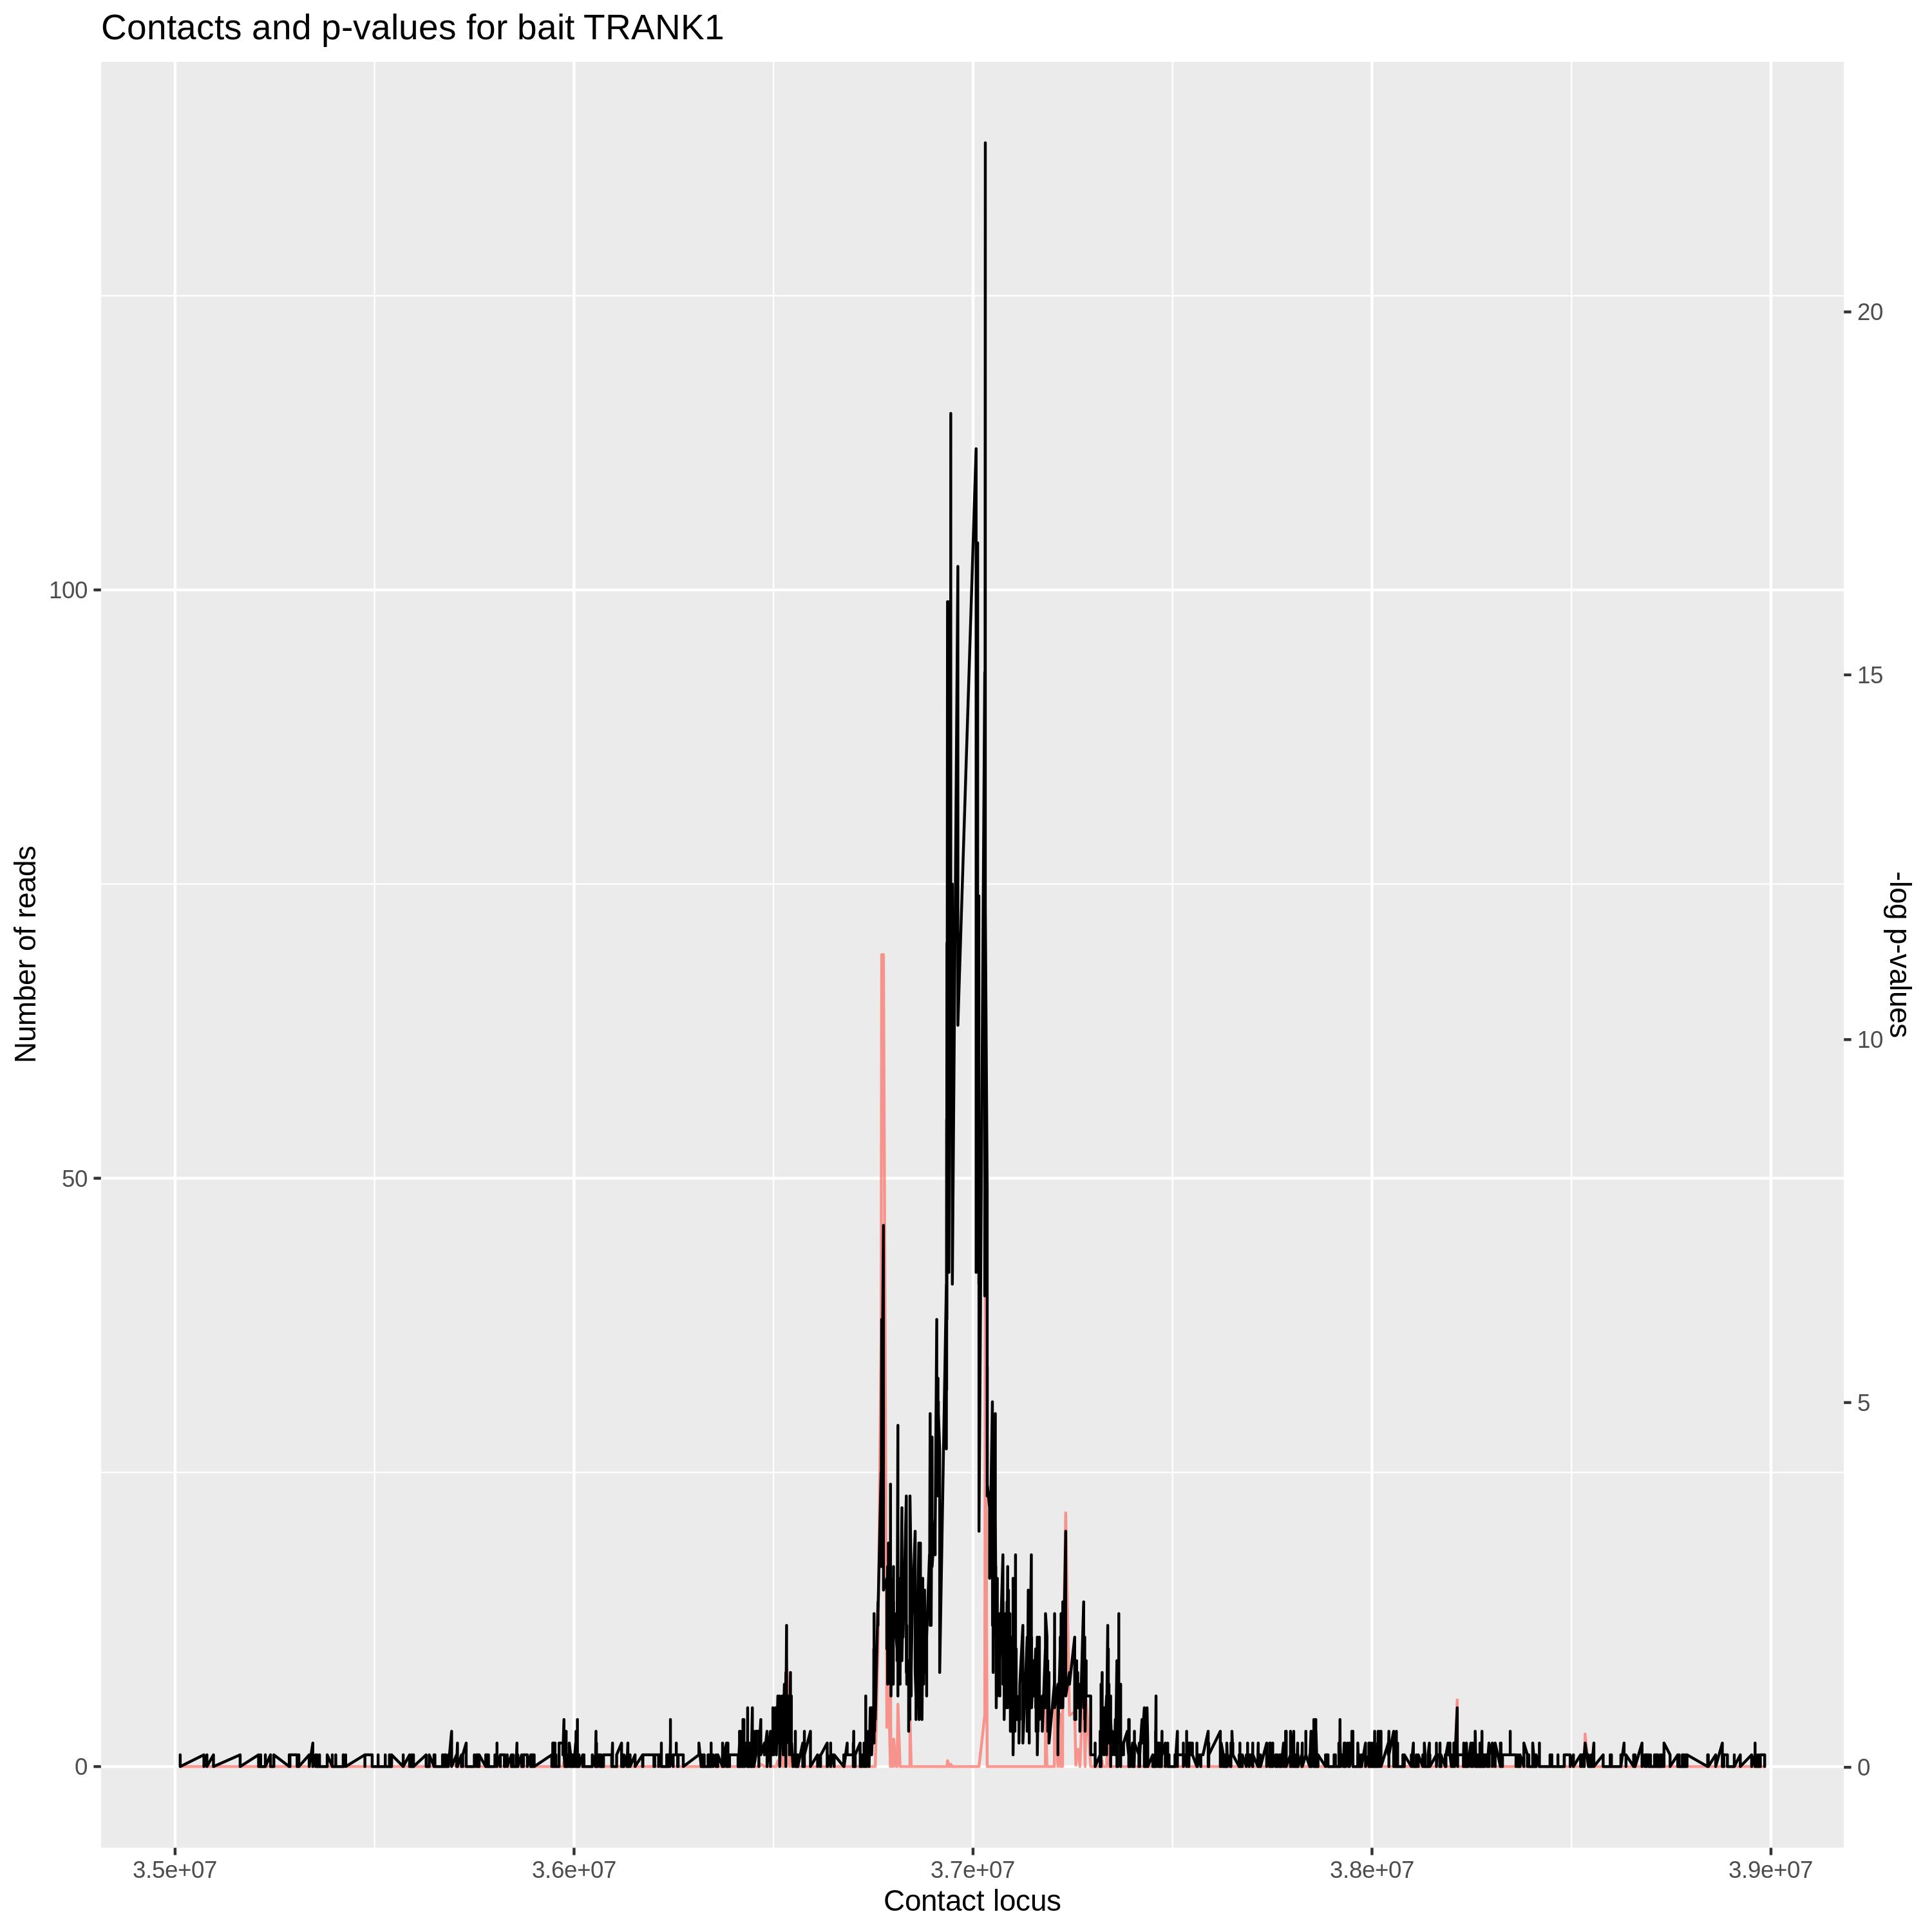 Contacts and p-values for bait TRANK1
Number of reads
100
50
0
20
15
10
5
0
-log p-values
3.5e+07 3.6e+07 3.7e+07 3.8e+07 3.9e+07
Contact locus